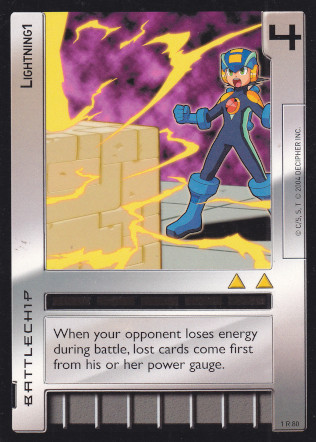 LIGHTNING1
4
© C/S, S, T © 2004 DECIPHER INC.
BATTLECHIP
When your opponent loses energy
during battle, lost cards come first
from his or her power gauge.
1 R 80